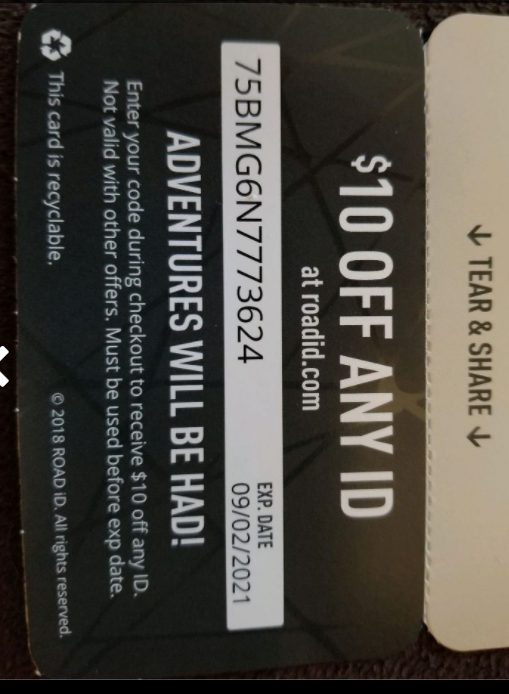 ↓ TEAR & SHARE ↓
$10 OFF ANY ID
at roadid.com
EXP. DATE
75BMG6N7773624 09/02/2021
ADVENTURES WILL BE HAD!
Enter your code during checkout to receive $10 off any ID.
Not valid with other offers. Must be used before exp date.
This card is recyclable. © 2018 ROAD iD. All rights reserved.